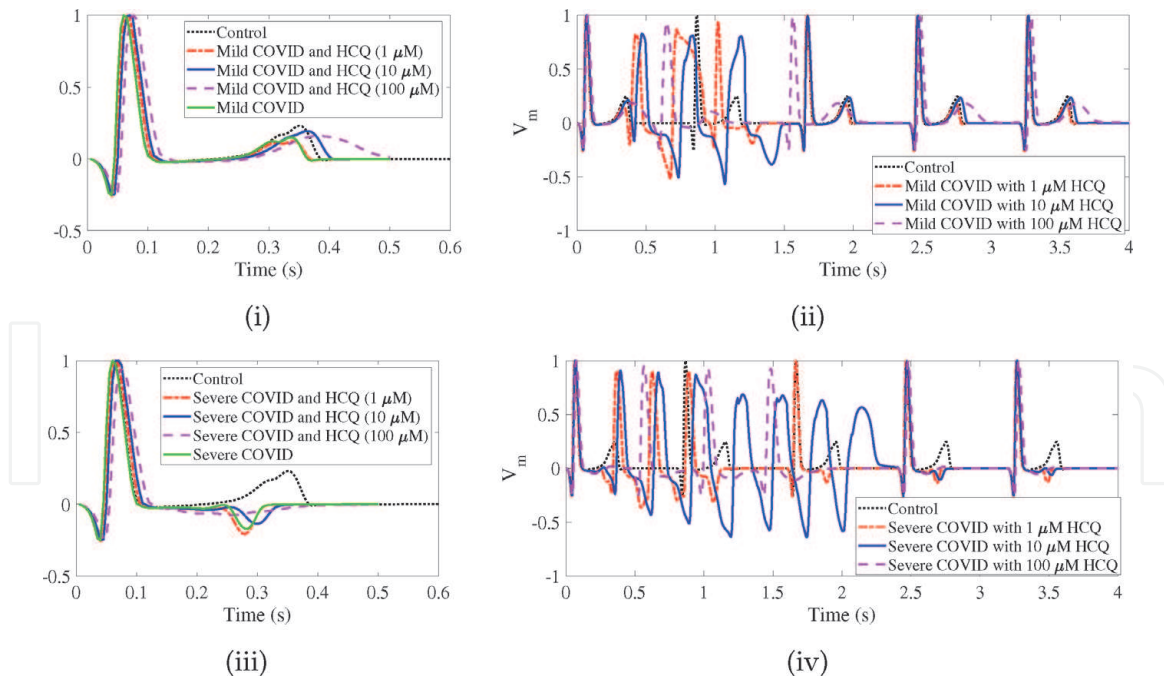 1
0.5
0
-0.5
0
0.1
0.2
0.3
0.4
0.5
0.6
Time (s)
Control
Mild COVID and HCQ (1 μM)
Mild COVID and HCQ (10 μM)
Mild COVID and HCQ (100 μM)
Mild COVID
(i)
1
0.5
0
-0.5
-1
Vm
0
0.5
1
1.5
2
2.5
3
3.5
4
Time (s)
Control
Mild COVID with 1 μM HCQ
Mild COVID with 10 μM HCQ
Mild COVID with 100 μM HCQ
(ii)
1
0.5
0
-0.5
0
0.1
0.2
0.3
0.4
0.5
0.6
Time (s)
Control
Severe COVID and HCQ (1 μM)
Severe COVID and HCQ (10 μM)
Severe COVID and HCQ (100 μM)
Severe COVID
(iii)
1
0.5
0
-0.5
-1
Vm
0
0.5
1
1.5
2
2.5
3
3.5
4
Time (s)
Control
Severe COVID with 1 μM HCQ
Severe COVID with 10 μM HCQ
Severe COVID with 100 μM HCQ
(iv)